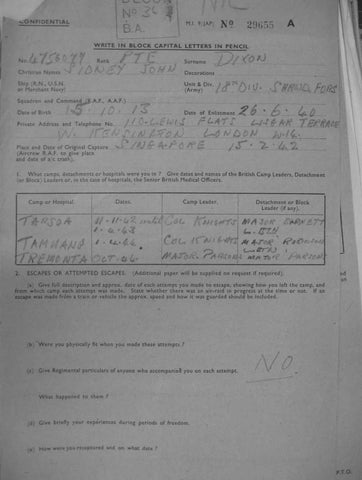 CONFIDENTIAL
No 3
B.A.
M.I. 9/JAP/ No 29655 A
WRITE IN BLOCK CAPITAL LETTERS IN PENCIL
No. Rank PTE Surname DIXON
Christian Names SIDNEY JOHN Decorations
Ship (R.N., U.S.N. or Merchant Navy) Unit & Div. (Army) 18TH DIV.
Squadron and Command (R.A.F., A.A.F.)
Date of Birth 15.10.13 Date of Enlistment 26.6.40
Private Address and Telephone No. 110 LEWIS FLATS TERRACE
W. KENSINGTON LONDON W.14.
Place and Date of Original Capture SINGAPORE 15.2.42
(Aircrew R.A.F. to give place
and date of a/c crash).
1. What camps, detachments or hospitals were you in? Give dates and names of the British Camp Leaders, Detachment
(or Block) Leaders or, in the date of hospitals, the Senior British Medical Officers.
Camp or Hospital. Dates. Camp Leader. Detachment or Block Leader (if any).
11-11-42 until COL KNIGHTS MAJOR
COL KNIGHTS MAJOR
OCT. 44 MAJOR PARSONS MAJOR PARSONS
2. ESCAPES OR ATTEMPTED ESCAPES. (Additional paper will be supplied on request if required).
(a) Give full description and approx. date of each attempt you made to escape, showing how you left the camp, and
from which camp each attempt was made. State whether there was an air-raid in progress at the time or not. If an
escape was made from a train or vehicle the approx. speed and how it was guarded should be included.
(b) Were you physically fit when you made these attempts?
(c) Give Regimental particulars of anyone who accompanied you on each attempt.
NO.
What happened to them?
(d) Give briefly your experiences during periods of freedom.
(e) How were you recaptured and on what date?
P.T.O.